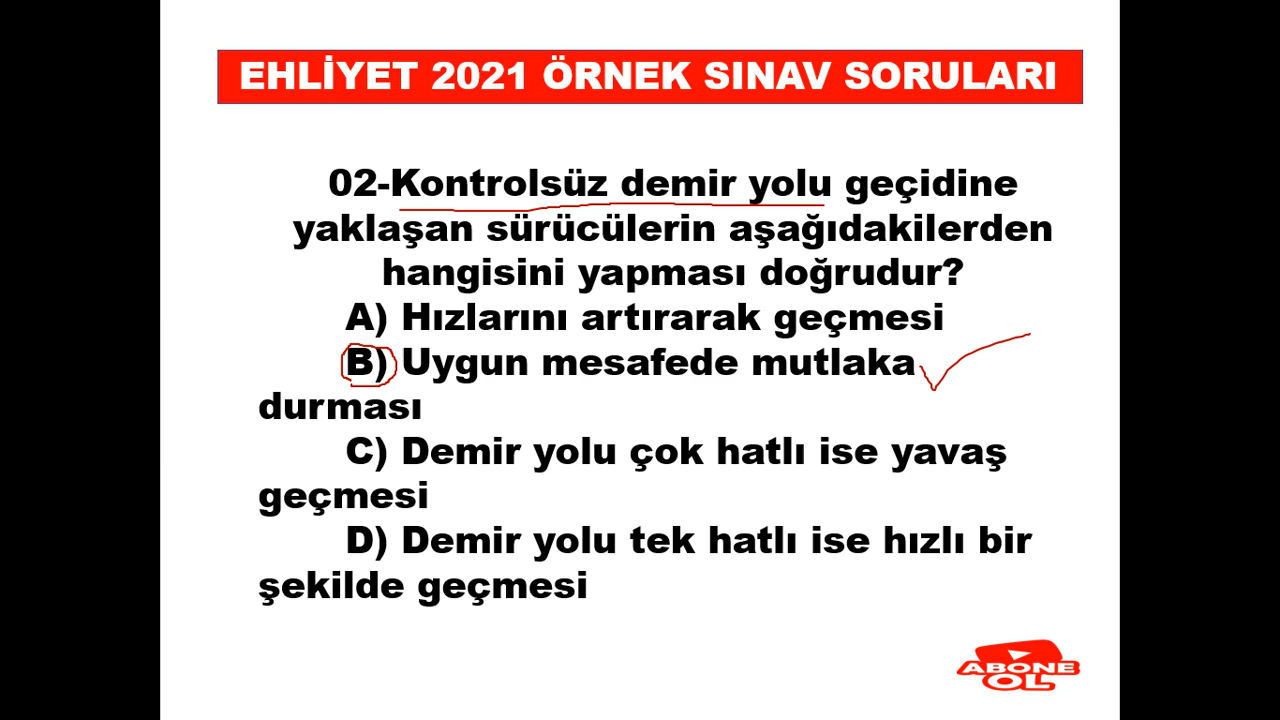 EHLİYET 2021 ÖRNEK SINAV SORULARI
02-Kontrolsüz demir yolu geçidine
yaklaşan sürücülerin aşağıdakilerden
hangisini yapması doğrudur?
A) Hızlarını artırarak geçmesi
B) Uygun mesafede mutlaka
durması
C) Demir yolu çok hatlı ise yavaş
geçmesi
D) Demir yolu tek hatlı ise hızlı bir
şekilde geçmesi
ABONE
OL